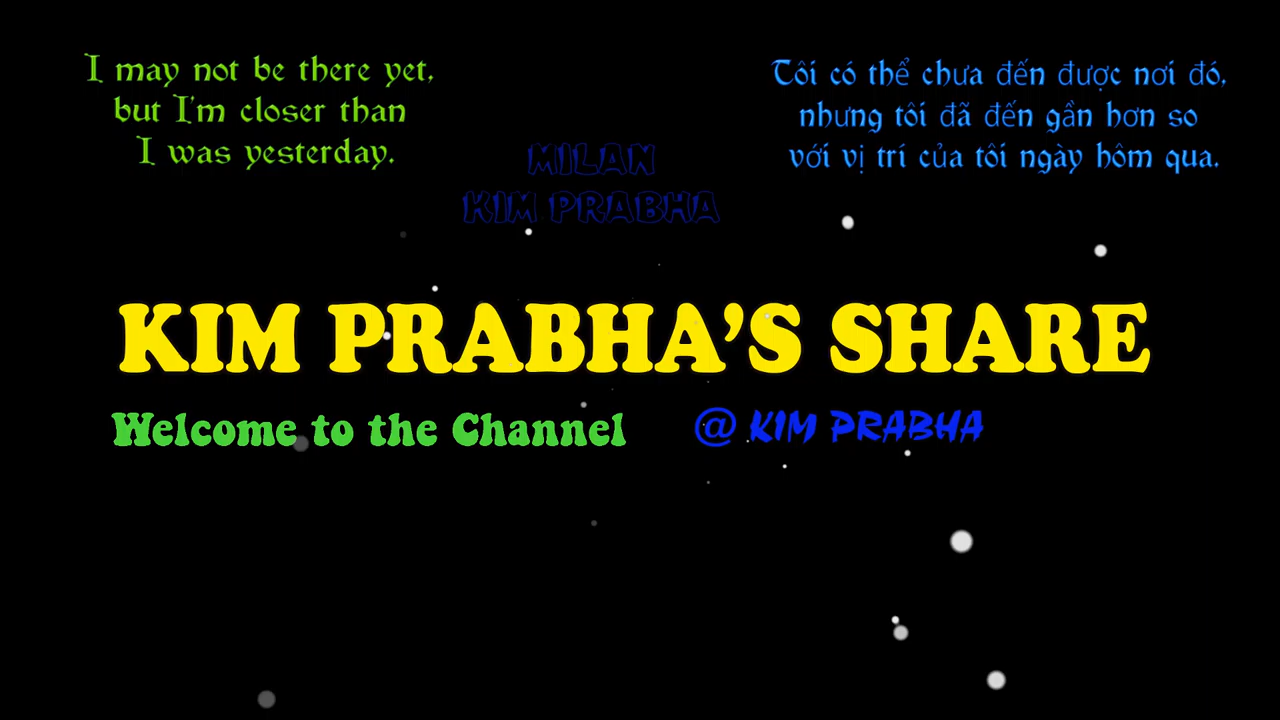 I may not be there yet,
but I'm closer than
I was yesterday.
Tôi có thể chưa đến được nơi đó,
nhưng tôi đã đến gần hơn so
với vị trí của tôi ngày hôm qua.
MILAN
KIM PRABHA
KIM PRABHA’S SHARE
Welcome to the Channel
@ KIM PRABHA